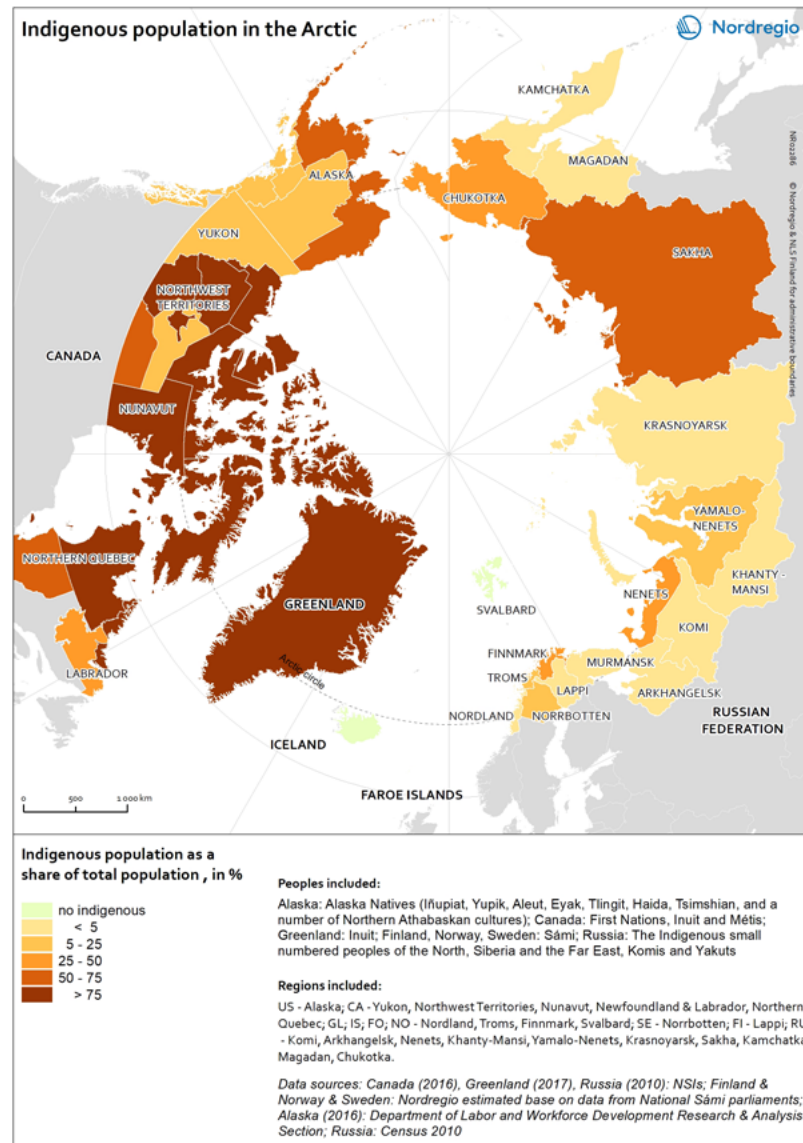 Indigenous population in the Arctic
Nordregio
KAMCHATKA
MAGADAN
ALASKA
CHUKOTKA
NR02286 © Nordregio & NLS Finland for administrative boundaries
YUKON
SAKHA
NORTHWEST
TERRITORIES
CANADA
NUNAVUT
KRASNOYARSK
YAMALO-
NENETS
NORTHERN QUEBEC
KHANTY -
MANSI
NENETS
GREENLAND
SVALBARD
KOMI
FINNMARK
MURMANSK
TROMS
LABRADOR
Arctic circle
LAPPI
ARKHANGELSK
NORDLAND
NORRBOTTEN
RUSSIAN
FEDERATION
ICELAND
FAROE ISLANDS
0 500 1 000 km
Indigenous population as a
share of total population , in %
no indigenous
< 5
5 - 25
25 - 50
50 - 75
> 75
Peoples included:
Alaska: Alaska Natives (Iñupiat, Yupik, Aleut, Eyak, Tlingit, Haida, Tsimshian, and a
number of Northern Athabaskan cultures); Canada: First Nations, Inuit and Métis;
Greenland: Inuit; Finland, Norway, Sweden: Sámi; Russia: The Indigenous small
numbered peoples of the North, Siberia and the Far East, Komis and Yakuts
Regions included:
US - Alaska; CA - Yukon, Northwest Territories, Nunavut, Newfoundland & Labrador, Northern
Quebec; GL; IS; FO; NO - Nordland, Troms, Finnmark, Svalbard; SE - Norrbotten; FI - Lappi; RU
- Komi, Arkhangelsk, Nenets, Khanty-Mansi, Yamalo-Nenets, Krasnoyarsk, Sakha, Kamchatka
Magadan, Chukotka.
Data sources: Canada (2016), Greenland (2017), Russia (2010): NSIs; Finland &
Norway & Sweden: Nordregio estimated base on data from National Sámi parliaments;
Alaska (2016): Department of Labor and Workforce Development Research & Analysis
Section; Russia: Census 2010